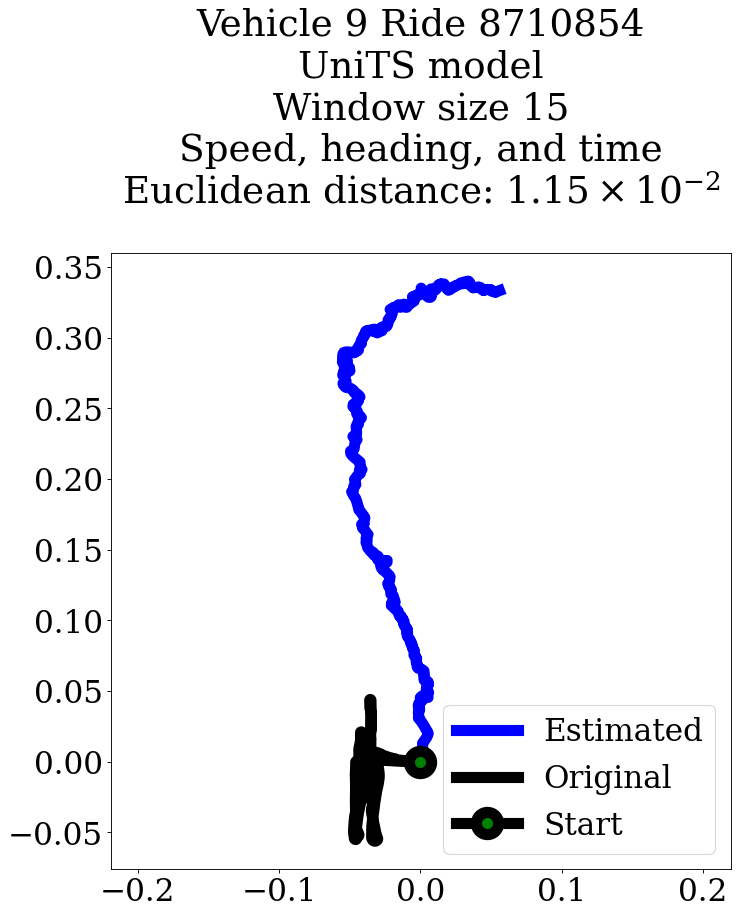 Vehicle 9 Ride 8710854
UniTS model
Window size 15
Speed, heading, and time
Euclidean distance: 1.15 × 10⁻²
0.35
0.30
0.25
0.20
0.15
0.10
0.05
0.00
−0.05
Estimated
Original
Start
−0.2 −0.1 0.0 0.1 0.2